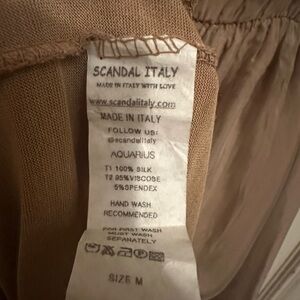 SCANDAL ITALY
MADE IN ITALY WITH LOVE
www.scandalitaly.com
MADE IN ITALY
FOLLOW US:
@scandalitaly
AQUARIUS
T1 100% SILK
T2 95%VISCOSE
5%SPENDEX
HAND WASH
RECOMMENDED
FOR FIRST WASH
MUST WASH
SEPANATELY
SIZE M